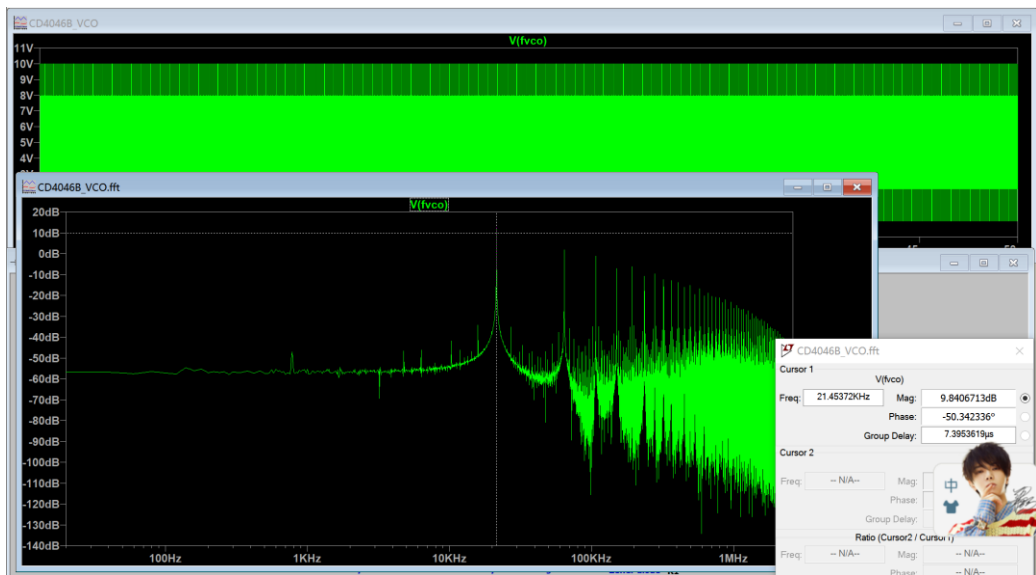 CD4046B_VCO
V(fvco)
11V
10V
9V
8V
7V
6V
5V
4V
CD4046B_VCO.fft
V(fvco)
20dB
10dB
0dB
-10dB
-20dB
-30dB
-40dB
-50dB
-60dB
-70dB
-80dB
-90dB
-100dB
-110dB
-120dB
-130dB
-140dB
100Hz 1KHz 10KHz 100KHz 1MHz
CD4046B_VCO.fft
Cursor 1
V(fvco)
Freq: 21.45372KHz Mag: 9.8406713dB
Phase: -50.342336°
Group Delay: 7.3953619µs
Cursor 2
Freq: -- N/A-- Mag:
Phase:
Group Delay:
Ratio (Cursor2 / Cursor1)
Freq: -- N/A-- Mag: -- N/A--
Phase: -- N/A--
中